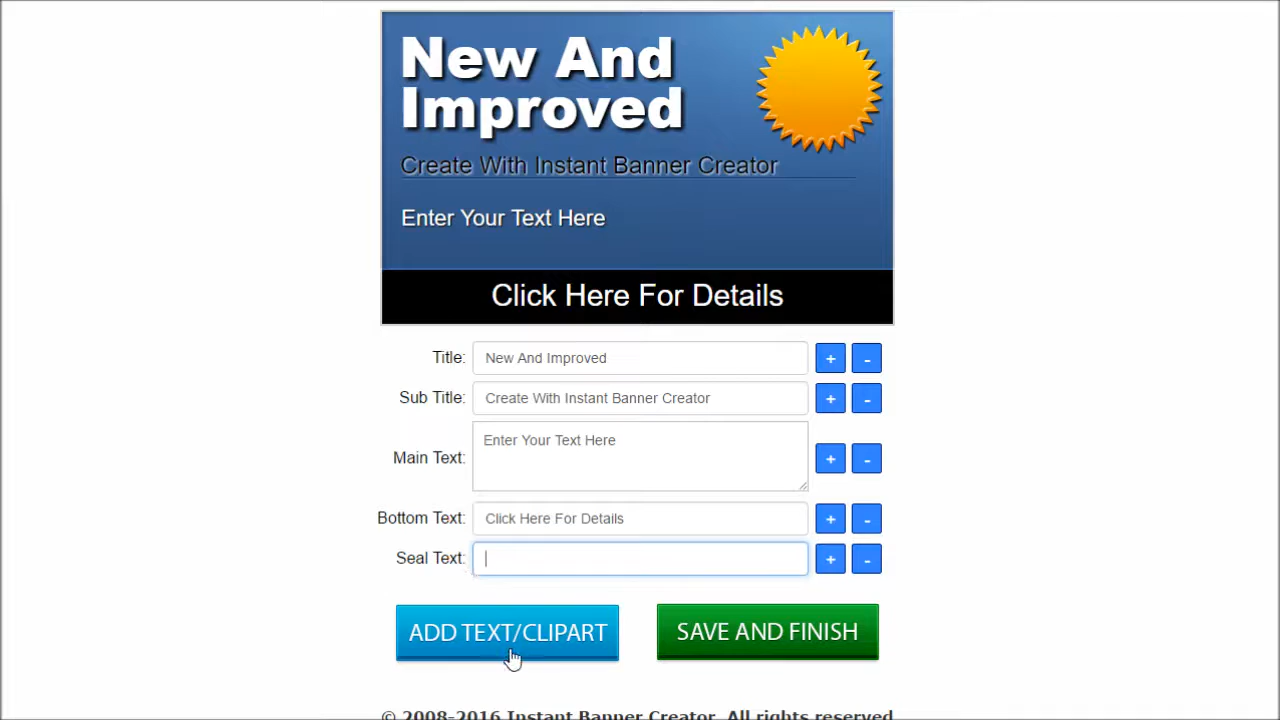 New And
Improved
Create With Instant Banner Creator
Enter Your Text Here
Click Here For Details
Title: New And Improved + -
Sub Title: Create With Instant Banner Creator + -
Main Text: Enter Your Text Here + -
Bottom Text: Click Here For Details + -
Seal Text: + -
ADD TEXT/CLIPART SAVE AND FINISH
© 2008-2016 Instant Banner Creator. All rights reserved